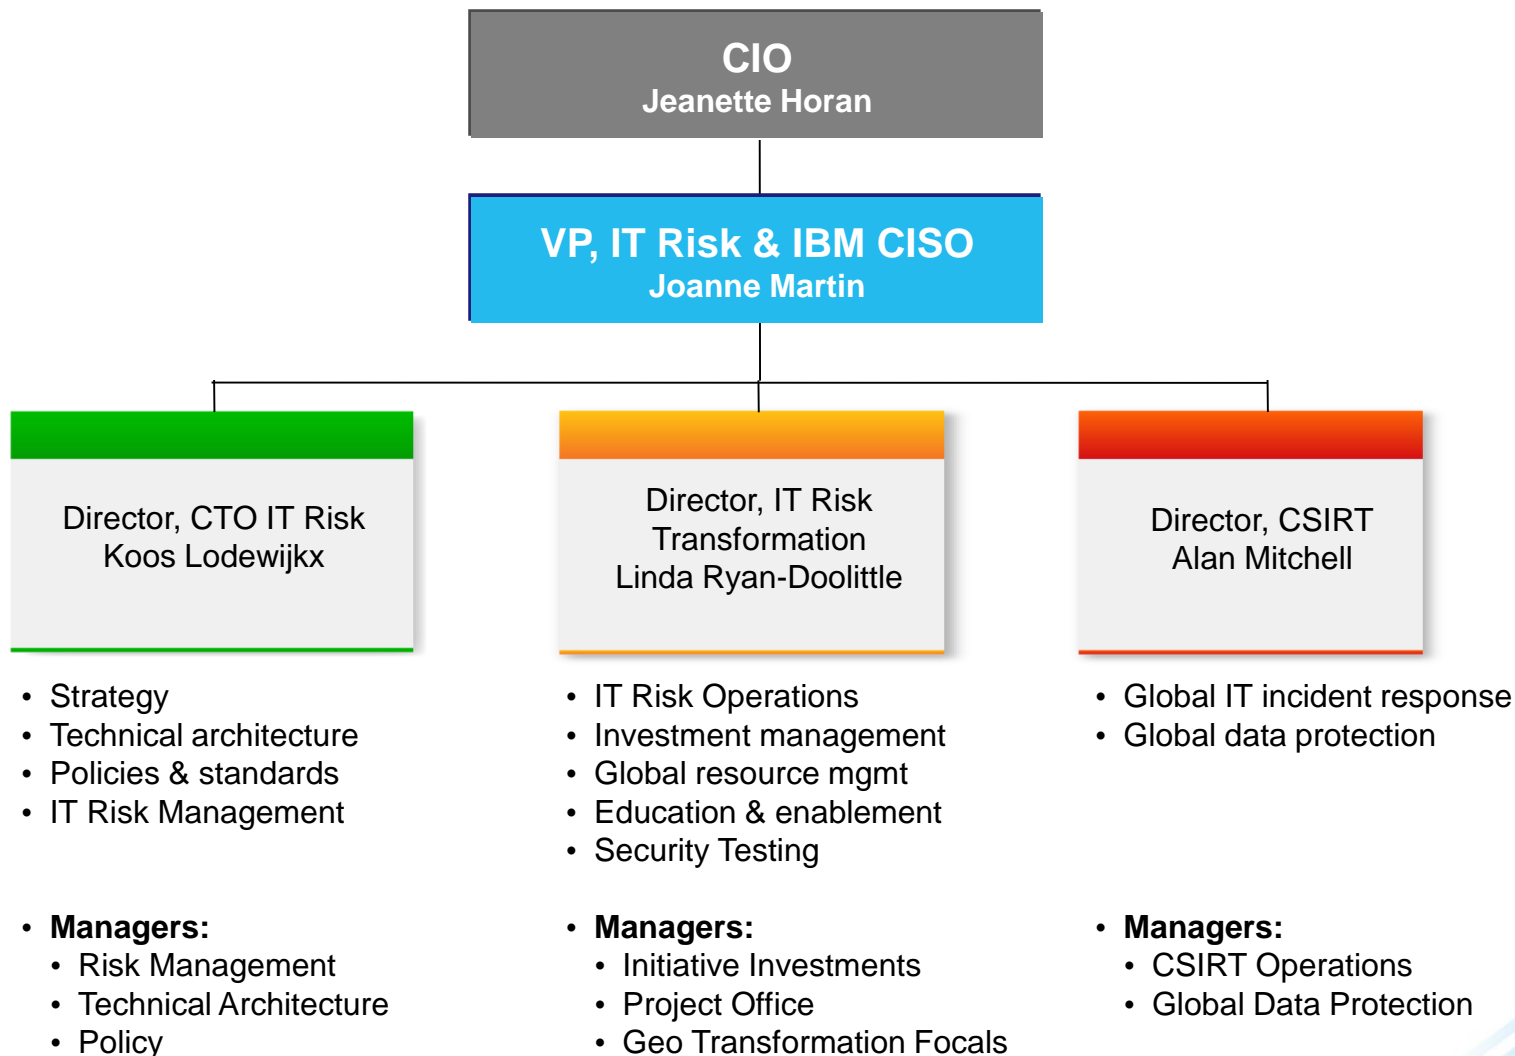 CIO
Jeanette Horan
VP, IT Risk & IBM CISO
Joanne Martin
Director, CTO IT Risk
Koos Lodewijkx
Director, IT Risk
Transformation
Linda Ryan-Doolittle
Director, CSIRT
Alan Mitchell
• Strategy
• Technical architecture
• Policies & standards
• IT Risk Management
• Managers:
• Risk Management
• Technical Architecture
• Policy
• IT Risk Operations
• Investment management
• Global resource mgmt
• Education & enablement
• Security Testing
• Managers:
• Initiative Investments
• Project Office
• Geo Transformation Focals
• Global IT incident response
• Global data protection
• Managers:
• CSIRT Operations
• Global Data Protection